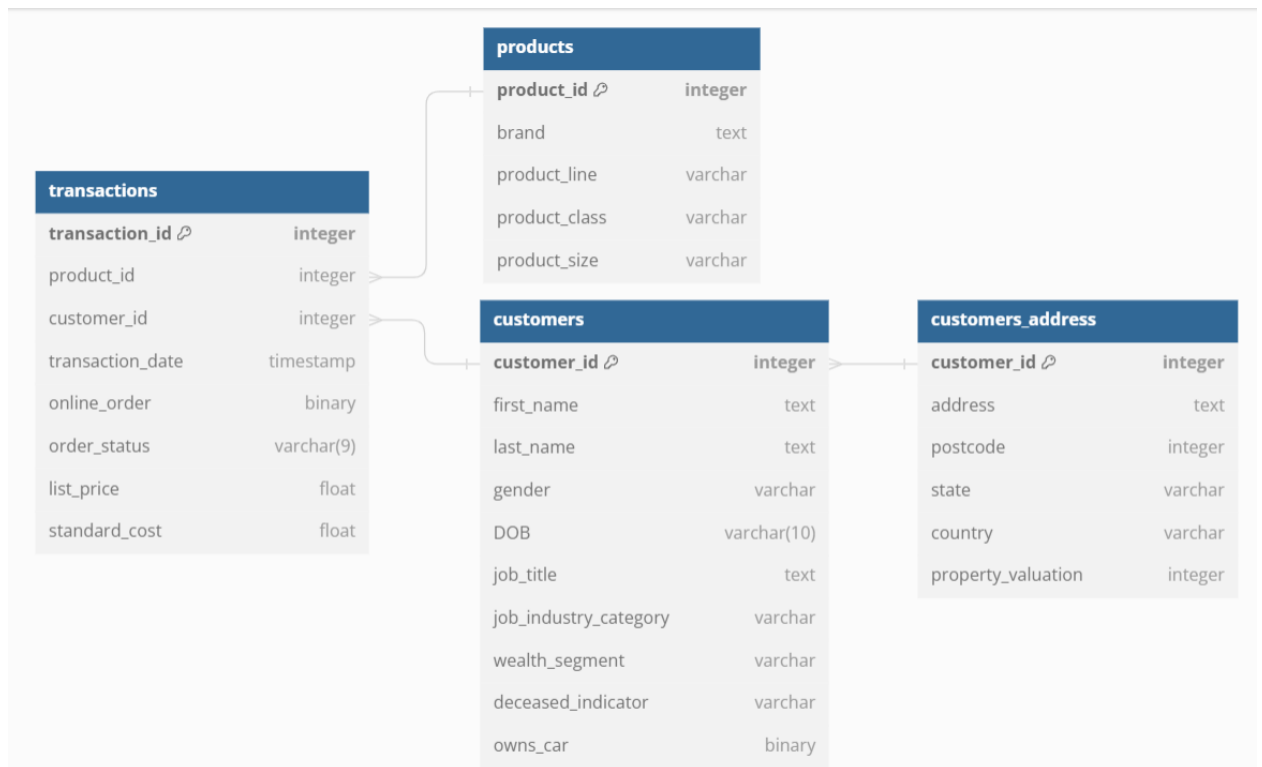 products
product_id integer
brand text
product_line varchar
product_class varchar
product_size varchar
transactions
transaction_id integer
product_id integer
customer_id integer
transaction_date timestamp
online_order binary
order_status varchar(9)
list_price float
standard_cost float
customers
customer_id integer
first_name text
last_name text
gender varchar
DOB varchar(10)
job_title text
job_industry_category varchar
wealth_segment varchar
deceased_indicator varchar
owns_car binary
customers_address
customer_id integer
address text
postcode integer
state varchar
country varchar
property_valuation integer